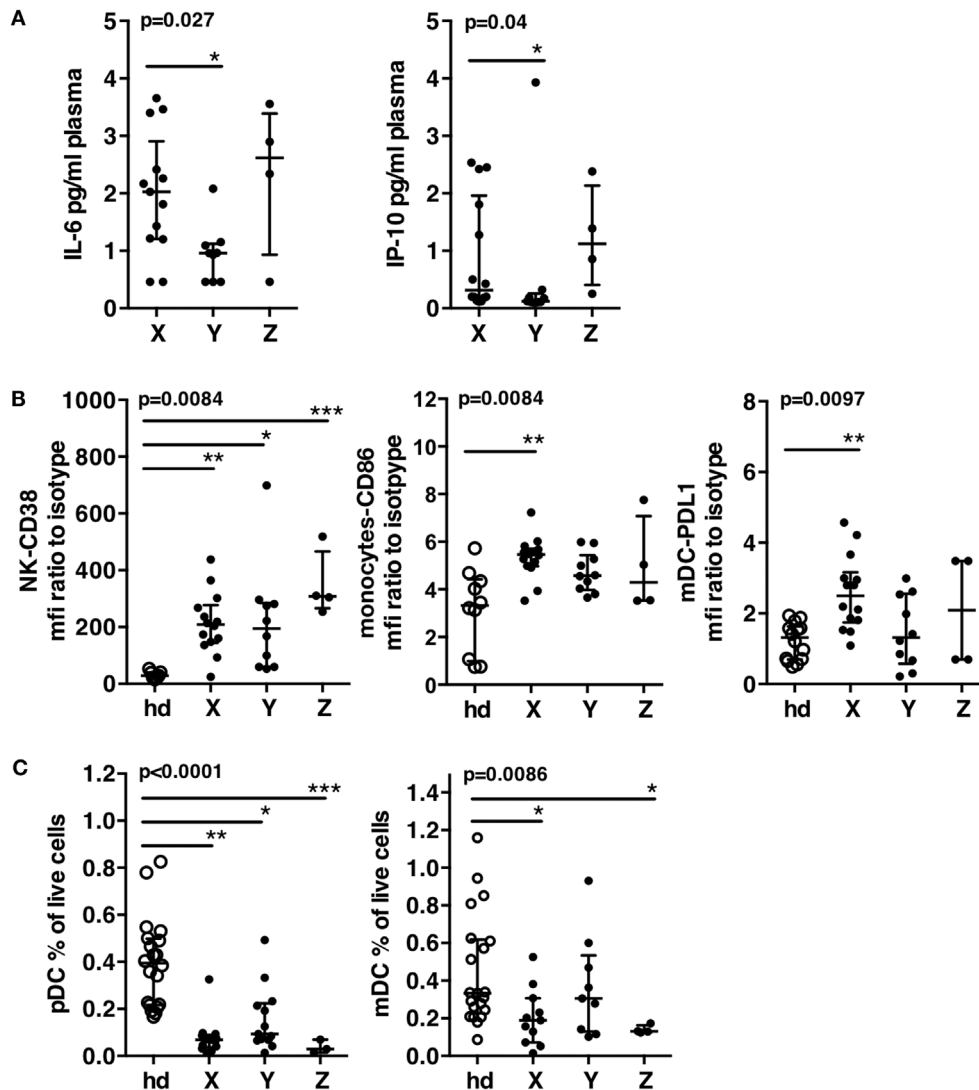 A
p=0.027
*
IL-6 pg/ml plasma
5
4
3
2
1
0
X Y Z
p=0.04
*
IP-10 pg/ml plasma
5
4
3
2
1
0
X Y Z
B
p=0.0084
***
*
**
NK-CD38
mfi ratio to isotype
1000
800
600
400
200
0
hd X Y Z
p=0.0084
**
monocytes-CD86
mfi ratio to isotpype
12
10
8
6
4
2
0
hd X Y Z
p=0.0097
**
mDC-PDL1
mfi ratio to isotype
8
6
4
2
0
hd X Y Z
C
p<0.0001
***
*
**
pDC % of live cells
1.2
1.0
0.8
0.6
0.4
0.2
0.0
hd X Y Z
p=0.0086
*
*
mDC % of live cells
1.4
1.2
1.0
0.8
0.6
0.4
0.2
0.0
hd X Y Z